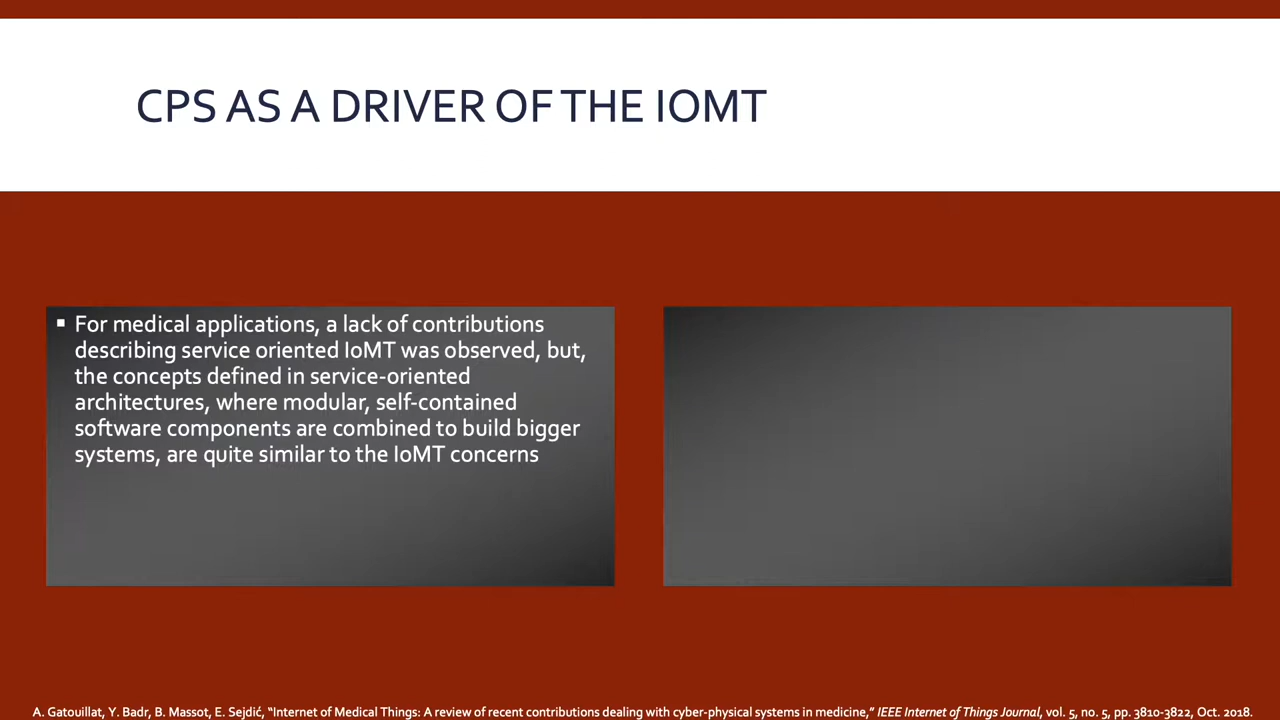 CPS AS A DRIVER OF THE IOMT
▪ For medical applications, a lack of contributions
describing service oriented IoMT was observed, but,
the concepts defined in service-oriented
architectures, where modular, self-contained
software components are combined to build bigger
systems, are quite similar to the IoMT concerns
A. Gatouillat, Y. Badr, B. Massot, E. Sejdić, “Internet of Medical Things: A review of recent contributions dealing with cyber-physical systems in medicine,” IEEE Internet of Things Journal, vol. 5, no. 5, pp. 3810-3822, Oct. 2018.